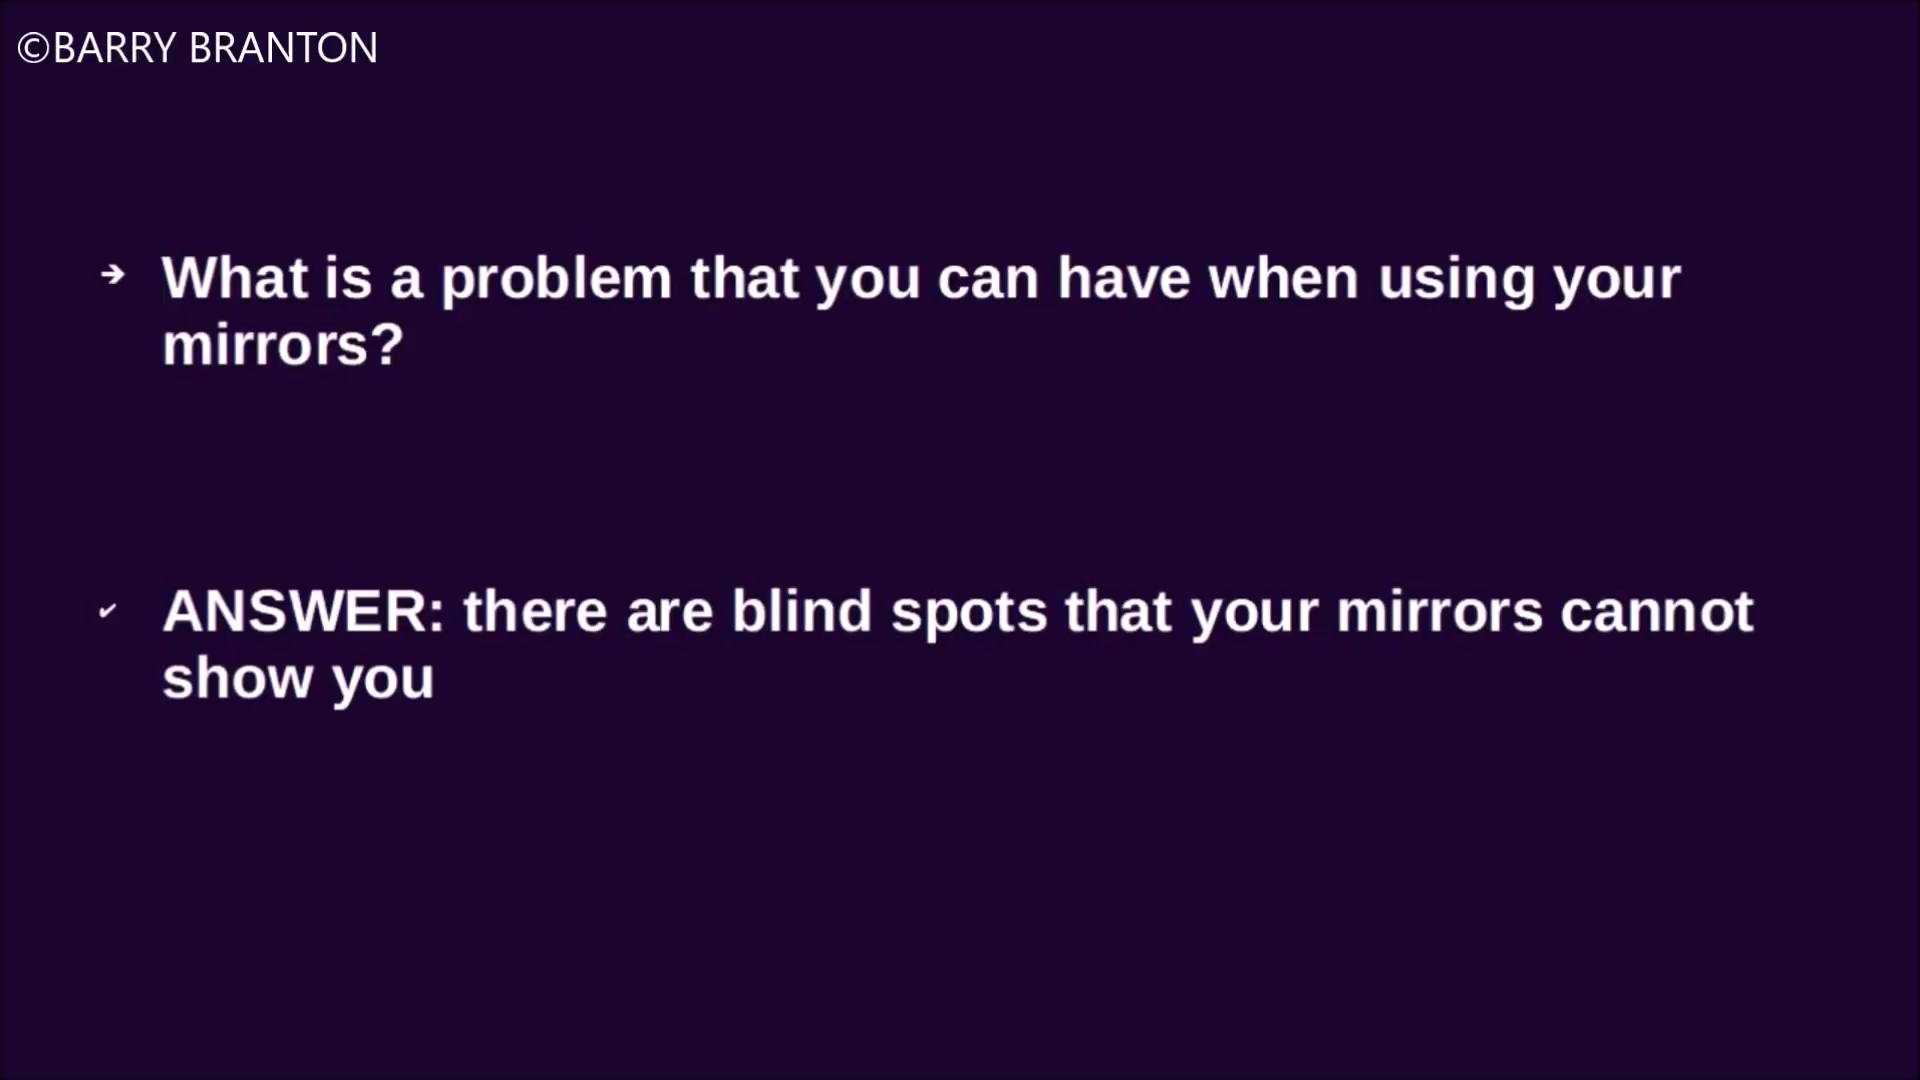 ©BARRY BRANTON
➔ What is a problem that you can have when using your
mirrors?
✔ ANSWER: there are blind spots that your mirrors cannot
show you